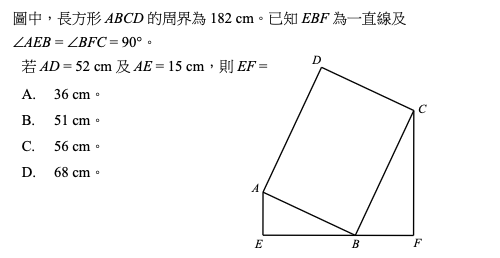 圖中，長方形 ABCD 的周界為 182 cm。已知 EBF 為一直線及
∠AEB = ∠BFC = 90°。
若 AD = 52 cm 及 AE = 15 cm，則 EF =
A. 36 cm。
B. 51 cm。
C. 56 cm。
D. 68 cm。
D
C
A
E
B
F